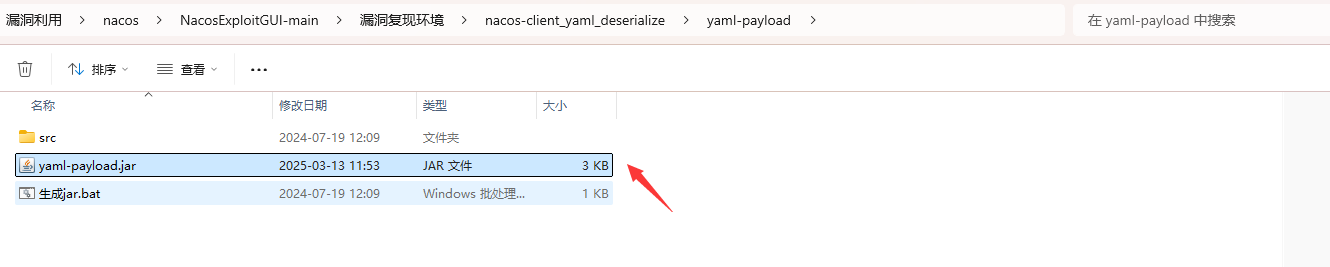 漏洞利用 > nacos > NacosExploitGUI-main > 漏洞复现环境 > nacos-client_yaml_deserialize > yaml-payload > 在 yaml-payload 中搜索
排序 查看 ...
名称 修改日期 类型 大小
src 2024-07-19 12:09 文件夹
yaml-payload.jar 2025-03-13 11:53 JAR 文件 3 KB
生成jar.bat 2024-07-19 12:09 Windows 批处理... 1 KB